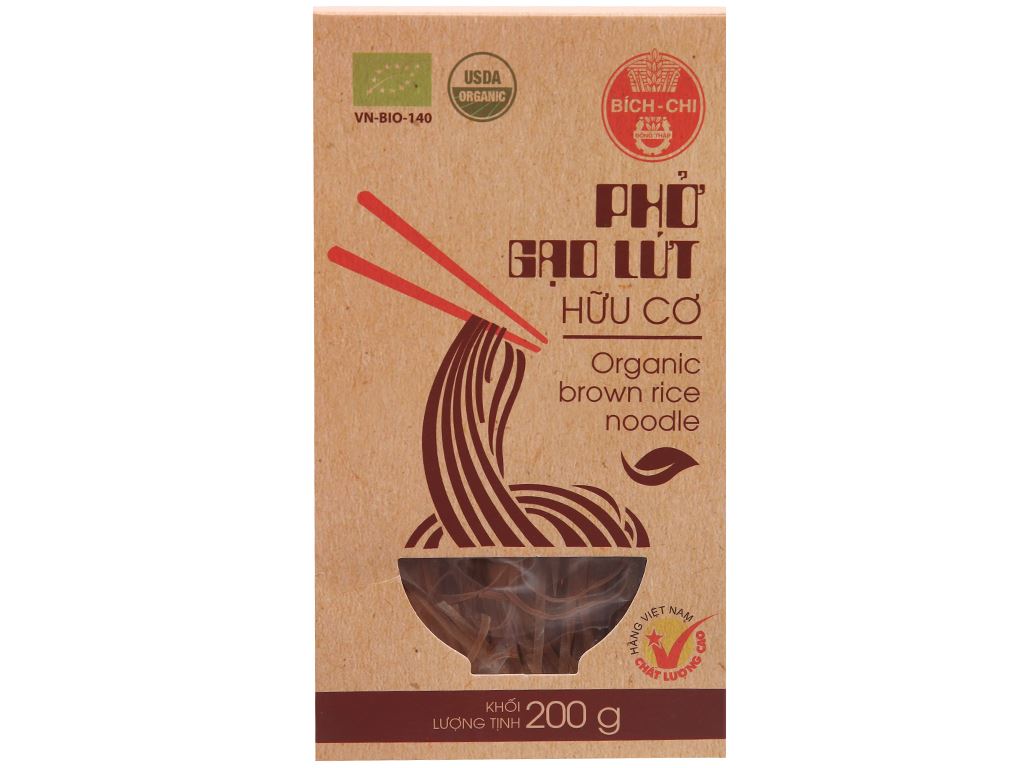 VN-BIO-140
USDA
ORGANIC
BÍCH-CHI
ĐỒNG THÁP
PHỞ
GẠO LỨT
HỮU CƠ
Organic
brown rice
noodle
HÀNG VIỆT NAM
CHẤT LƯỢNG CAO
KHỐI
LƯỢNG TỊNH 200 g